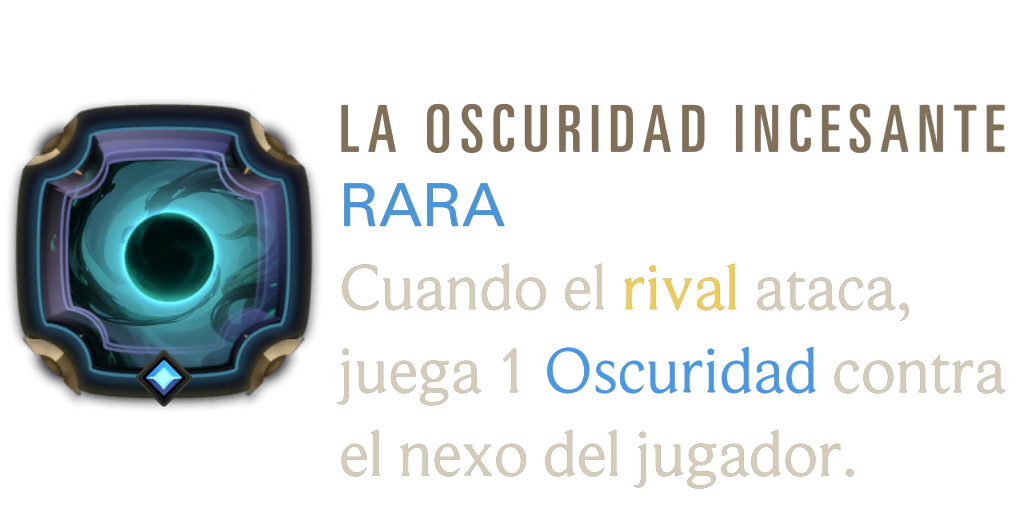 LA OSCURIDAD INCESANTE
RARA
Cuando el rival ataca,
juega 1 Oscuridad contra
el nexo del jugador.